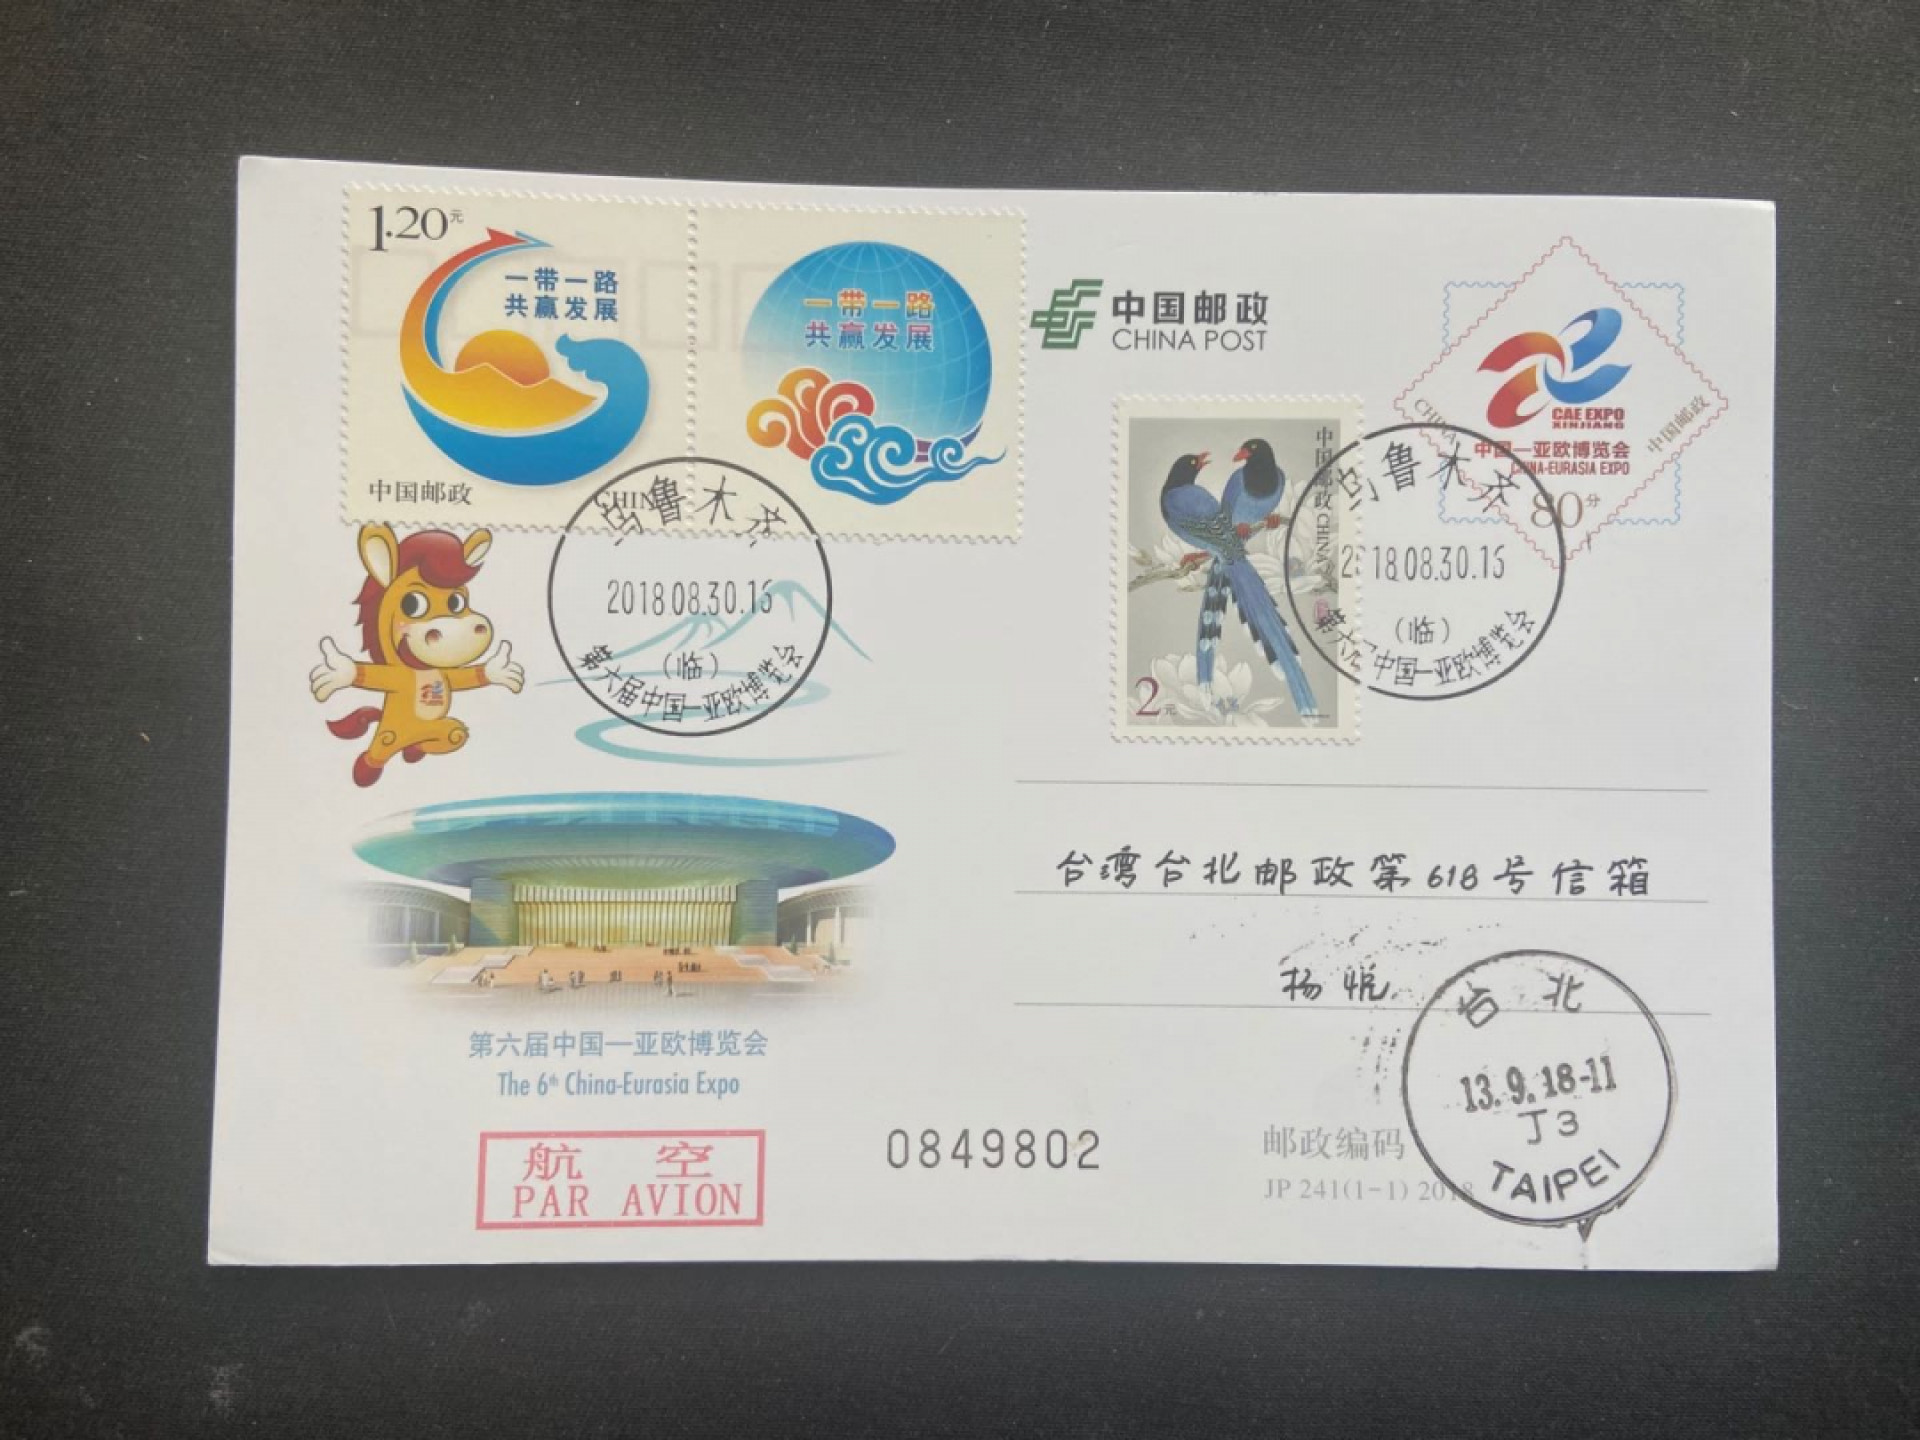 1.20元
一带一路
共赢发展
中国邮政
CHINA
一带一路
共赢发展
中国邮政
CHINA POST
CAE EXPO
XINJIANG
中国—亚欧博览会
CHINA-EURASIA EXPO
CHINA
中国邮政
80分
中国邮政 CHINA
2元
乌鲁木齐
2018.08.30.16
(临)
第六届中国—亚欧博览会
乌鲁木齐
2018.08.30.16
(临)
第六届中国—亚欧博览会
台湾台北邮政第618号信箱
杨悦
第六届中国—亚欧博览会
The 6th China-Eurasia Expo
航空
PAR AVION
0849802
邮政编码
JP 241(1-1) 2018
台北
13.9.18-11
J3
TAIPEI